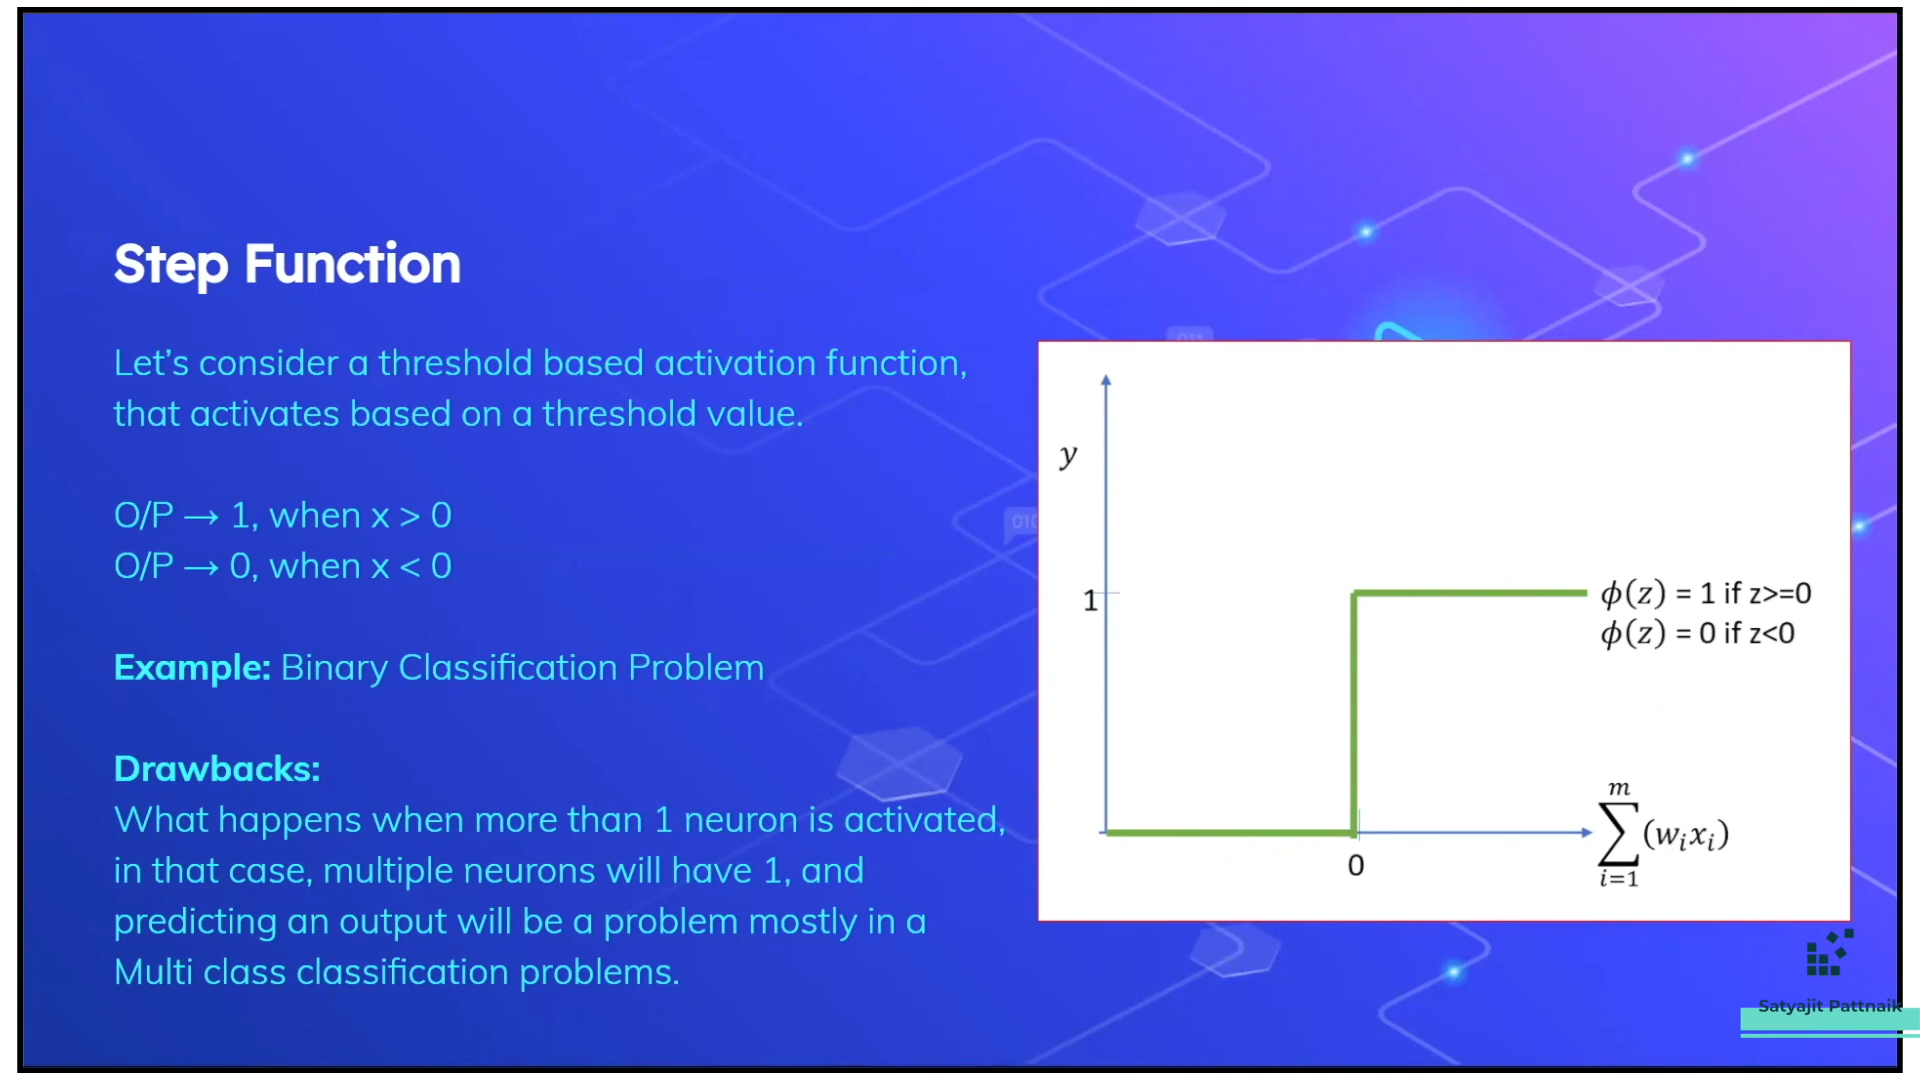 Step Function
Let's consider a threshold based activation function,
that activates based on a threshold value.
O/P → 1, when x > 0
O/P → 0, when x < 0
Example: Binary Classification Problem
Drawbacks:
What happens when more than 1 neuron is activated,
in that case, multiple neurons will have 1, and
predicting an output will be a problem mostly in a
Multi class classification problems.
011
010
y
1
ϕ(z) = 1 if z>=0
ϕ(z) = 0 if z<0
0
m
∑(wᵢxᵢ)
i=1
Satyajit Pattnaik